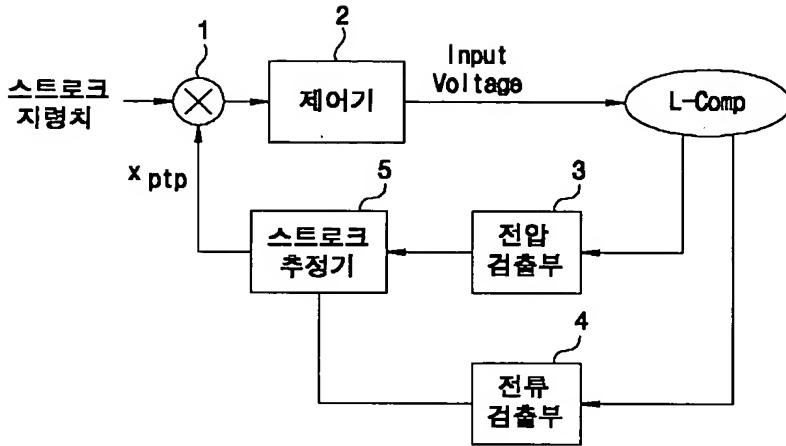 1
2
스트로크
지령치
제어기
Input
Voltage
L-Comp
x ptp
5
스트로크
추정기
3
전압
검출부
4
전류
검출부